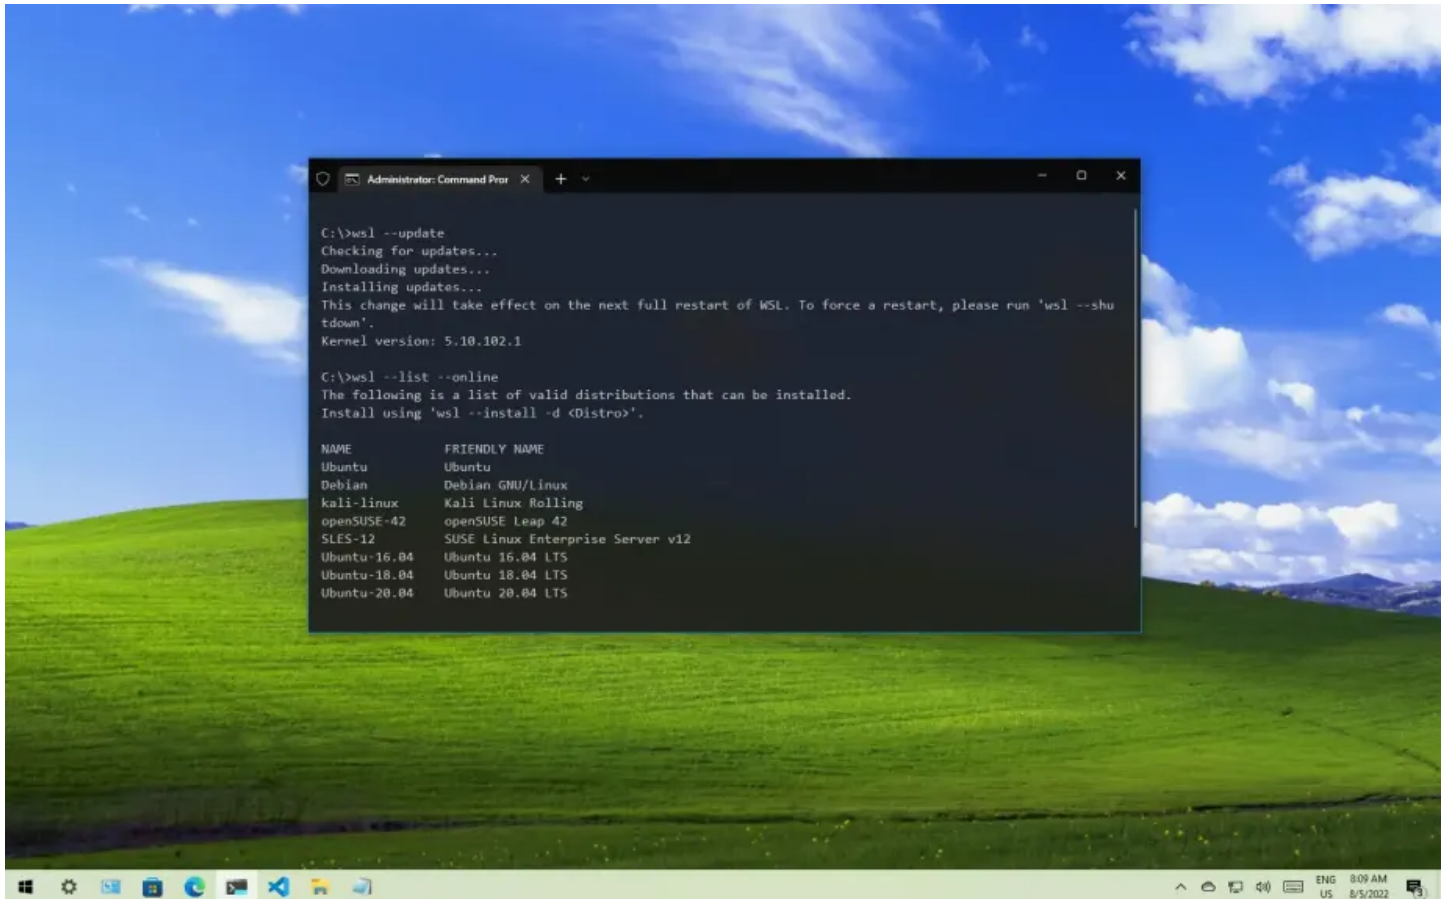 Administrator: Command Pror
C:\>wsl --update
Checking for updates...
Downloading updates...
Installing updates...
This change will take effect on the next full restart of WSL. To force a restart, please run 'wsl --shu
tdown'.
Kernel version: 5.10.102.1
C:\>wsl --list --online
The following is a list of valid distributions that can be installed.
Install using 'wsl --install -d <Distro>'.
NAME FRIENDLY NAME
Ubuntu Ubuntu
Debian Debian GNU/Linux
kali-linux Kali Linux Rolling
openSUSE-42 openSUSE Leap 42
SLES-12 SUSE Linux Enterprise Server v12
Ubuntu-16.04 Ubuntu 16.04 LTS
Ubuntu-18.04 Ubuntu 18.04 LTS
Ubuntu-20.04 Ubuntu 20.04 LTS
ENG 8:09 AM
US 8/5/2022
3